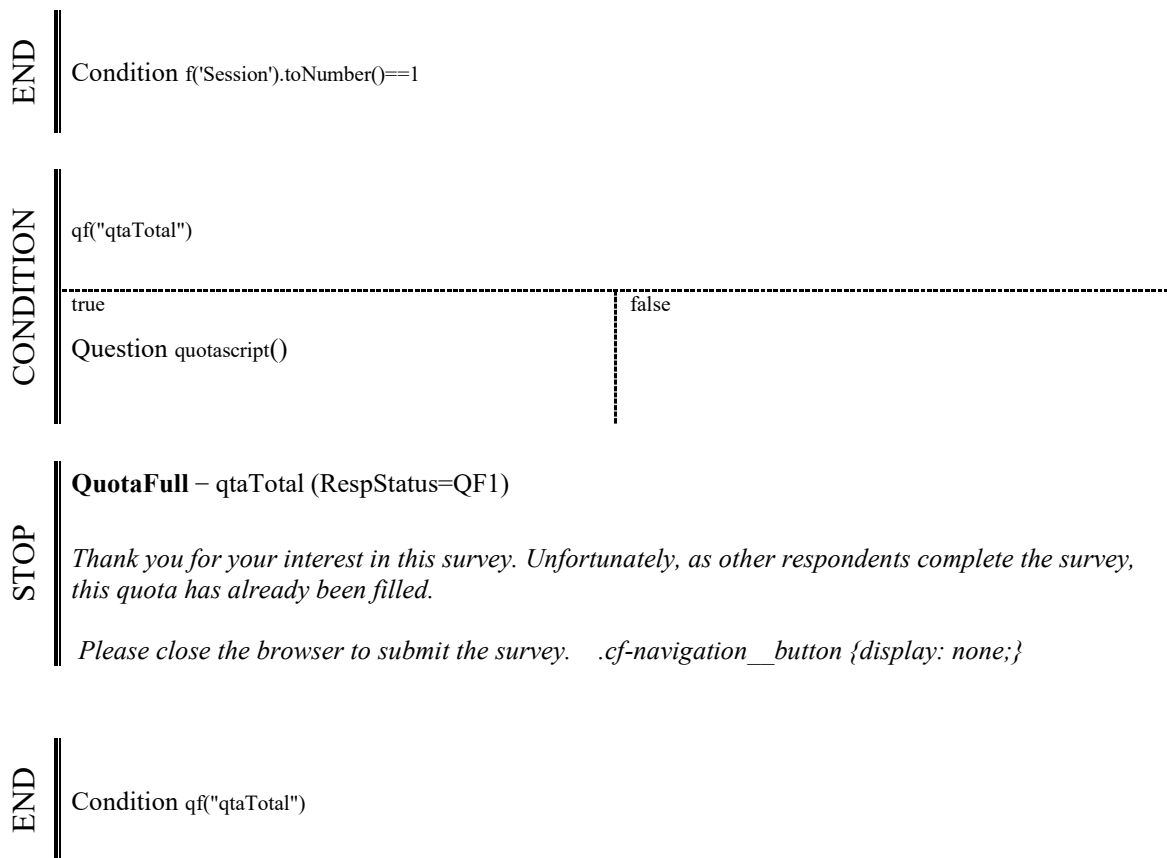 END
Condition f('Session').toNumber()==1
CONDITION
qf("qtaTotal")
true
false
Question quotascript()
STOP
QuotaFull − qtaTotal (RespStatus=QF1)
Thank you for your interest in this survey. Unfortunately, as other respondents complete the survey,
this quota has already been filled.
Please close the browser to submit the survey. .cf-navigation__button {display: none;}
END
Condition qf("qtaTotal")